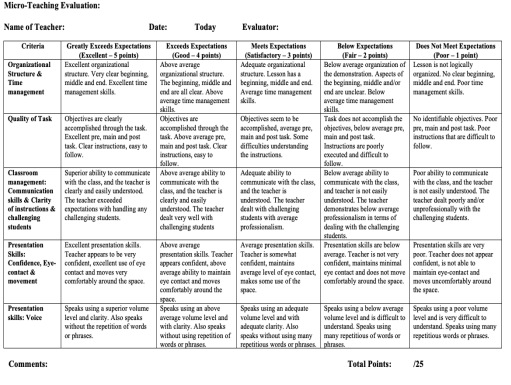 Micro-Teaching Evaluation:
Name of Teacher: Date: Today Evaluator:
Criteria
Greatly Exceeds Expectations
(Excellent – 5 points)
Exceeds Expectations
(Good – 4 points)
Meets Expectations
(Satisfactory – 3 points)
Below Expectations
(Fair – 2 points)
Does Not Meet Expectations
(Poor – 1 point)
Organizational
Structure &
Time
management
Excellent organizational
structure. Very clear beginning,
middle and end. Excellent time
management skills.
Above average
organizational structure.
The beginning, middle and
end are all clear. Above
average time management
skills.
Adequate organizational
structure. Lesson has a
beginning, middle and end.
Average time management
skills.
Below average organization of
the demonstration. Aspects of
the beginning, middle and/or
end are unclear. Below
average time management
skills.
Lesson is not logically
organized. No clear beginning,
middle and end. Poor time
management skills.
Quality of Task
Objectives are clearly
accomplished through the task.
Excellent pre, main and post
task. Clear instructions, easy to
follow.
Objectives are
accomplished through the
task. Above average pre,
main and post task. Clear
instructions, easy to
follow.
Objectives seem to be
accomplished, average pre,
main and post task. Some
difficulties understanding
the instructions.
Task does not accomplish the
objectives, below average pre,
main and post task.
Instructions are poorly
executed and difficult to
follow.
No identifiable objectives. Poor
pre, main and post task. Poor
instructions that are difficult to
follow.
Classroom
management:
Communication
skills & Clarity
of instructions &
challenging
students
Superior ability to communicate
with the class, and the teacher is
clearly and easily understood.
The teacher exceeded
expectations with handling any
challenging students.
Above average ability to
communicate with the
class, and the teacher is
clearly and easily
understood. The teacher
dealt very well with
challenging students
Adequate ability to
communicate with the class,
and the teacher is
understood. The teacher
dealt with challenging
students with average
professionalism.
Below average ability to
communicate with the class,
and the teacher is not easily
understood. The teacher
demonstrates below average
professionalism in terms of
dealing with the challenging
students.
Poor ability to communicate
with the class, and the teacher
is not easily understood. The
teacher dealt poorly and/or
unprofessionally with the
challenging students.
Presentation
Skills:
Confidence, Eye-
contact &
movement
Excellent presentation skills.
Teacher appears to be very
confident, excellent use of eye
contact and moves very
comfortably around the space.
Above average
presentation skills. Teacher
appears confident, above
average ability to maintain
eye contact and moves
comfortably around the
space.
Average presentation skills.
Teacher is somewhat
confident, maintains
average level of eye contact,
makes some use of the
space.
Presentation skills are below
average. Teacher is not very
confident, maintains minimal
eye contact and does not move
comfortably around the space.
Presentation skills are very
poor. Teacher does not appear
confident, is not able to
maintain eye-contact and
moves uncomfortably around
the space.
Presentation
skills: Voice
Speaks using a superior volume
level and clarity. Also speaks
without the repetition of words
or phrases.
Speaks using an above
average volume level and
with clarity. Also speaks
without using repetition of
words or phrases.
Speaks using an adequate
volume level and with
adequate clarity. Also
speaks without using many
repetitious words or phrases.
Speaks using a below average
volume level and is difficult to
understand. Speaks using
many repetitious words or
phrases.
Speaks using a poor volume
level and is very difficult to
understand. Speaks using many
repetitious words or phrases.
Comments: Total Points: /25